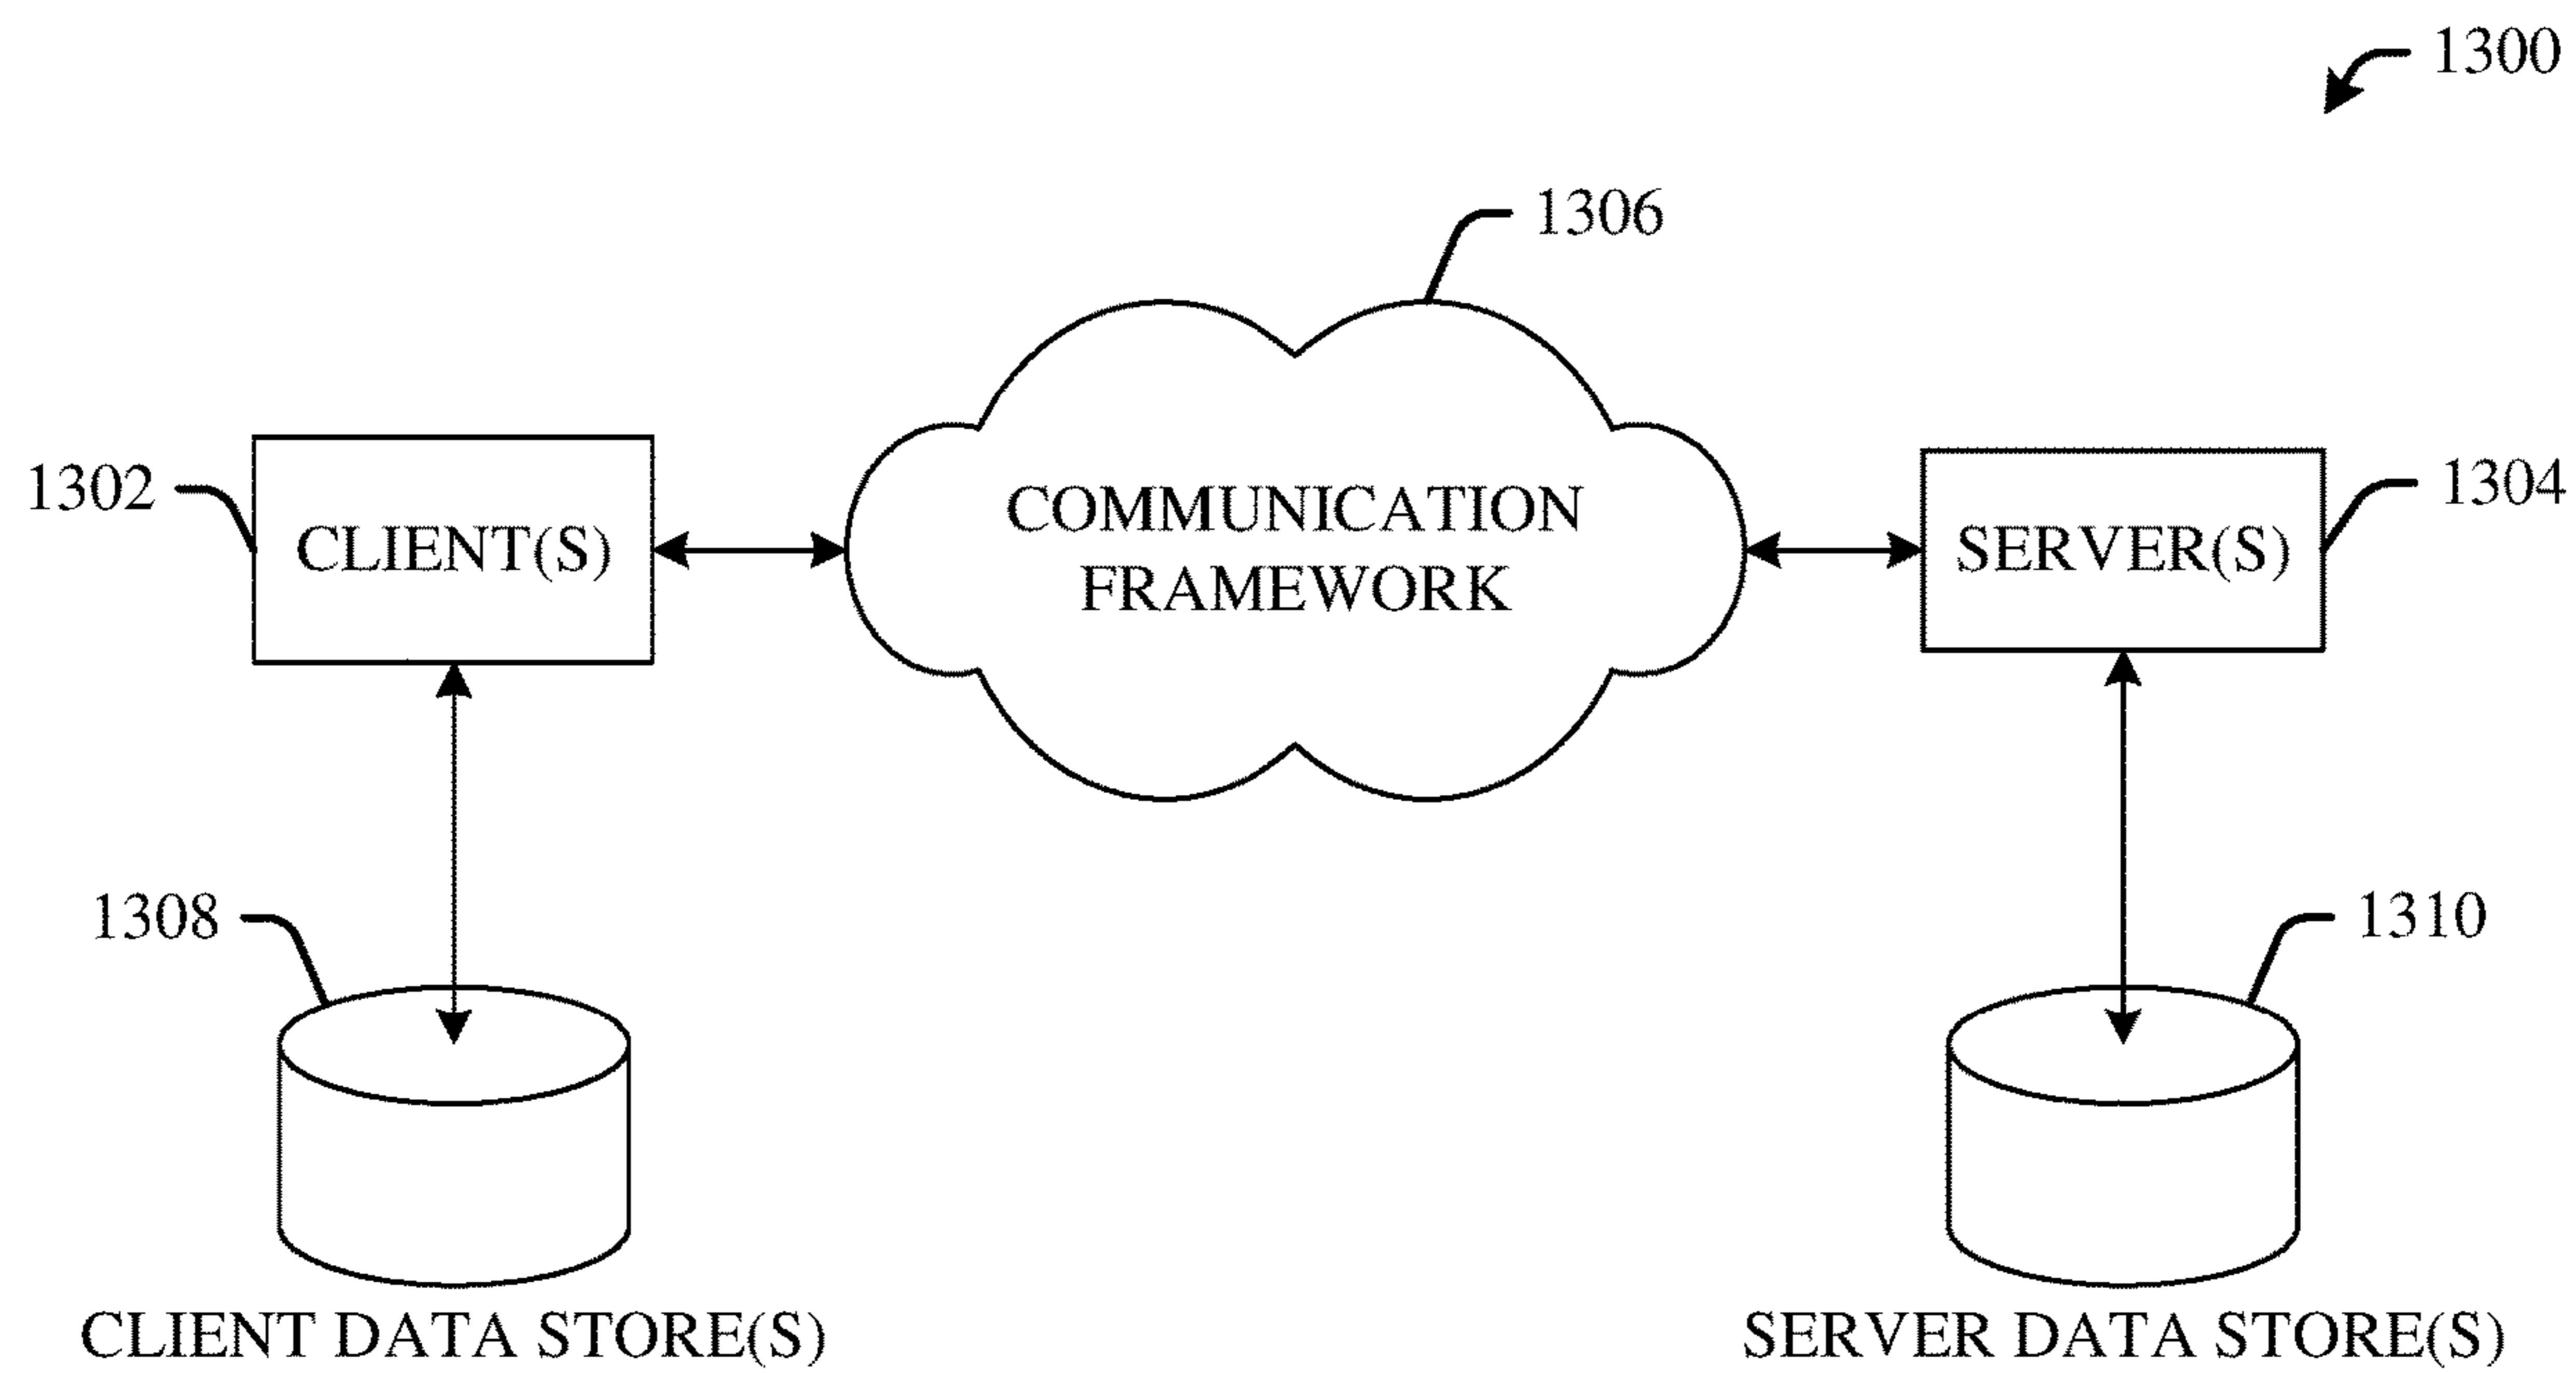 1300
1306
1302
CLIENT(S)
COMMUNICATION
FRAMEWORK
SERVER(S)
1304
1308
1310
CLIENT DATA STORE(S)
SERVER DATA STORE(S)